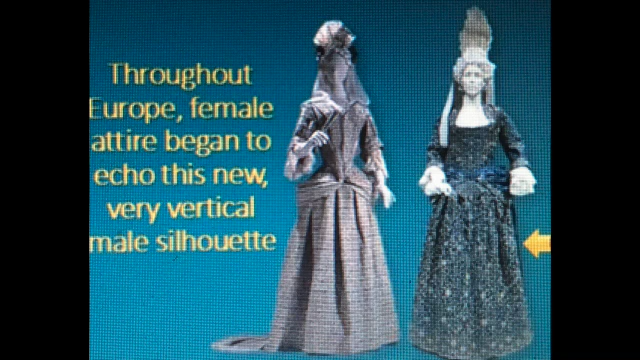 Throughout
Europe, female
attire began to
echo this new,
very vertical
male silhouette